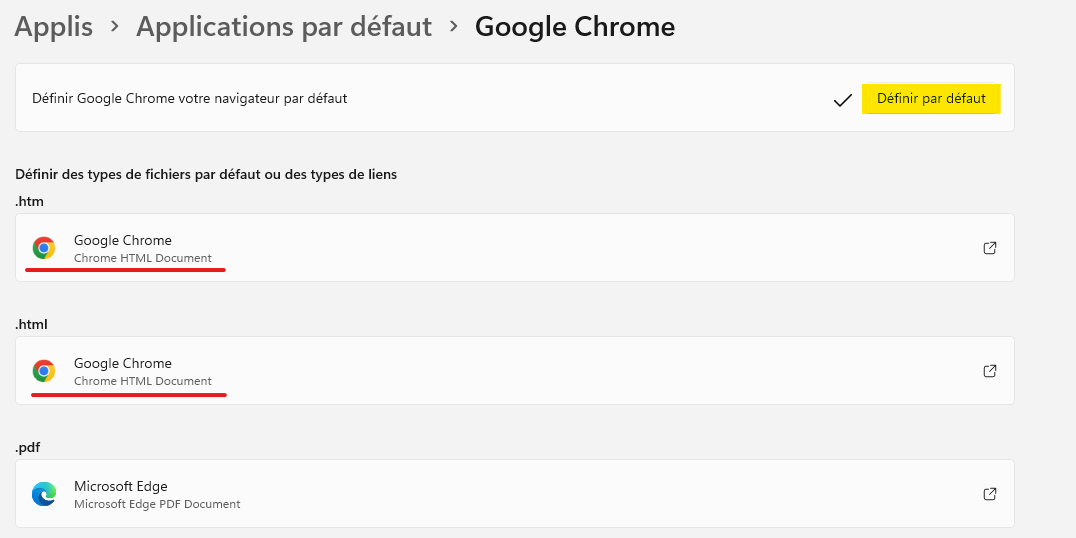 Applis > Applications par défaut > Google Chrome
Définir Google Chrome votre navigateur par défaut
Définir par défaut
Définir des types de fichiers par défaut ou des types de liens
.htm
Google Chrome
Chrome HTML Document
.html
Google Chrome
Chrome HTML Document
.pdf
Microsoft Edge
Microsoft Edge PDF Document